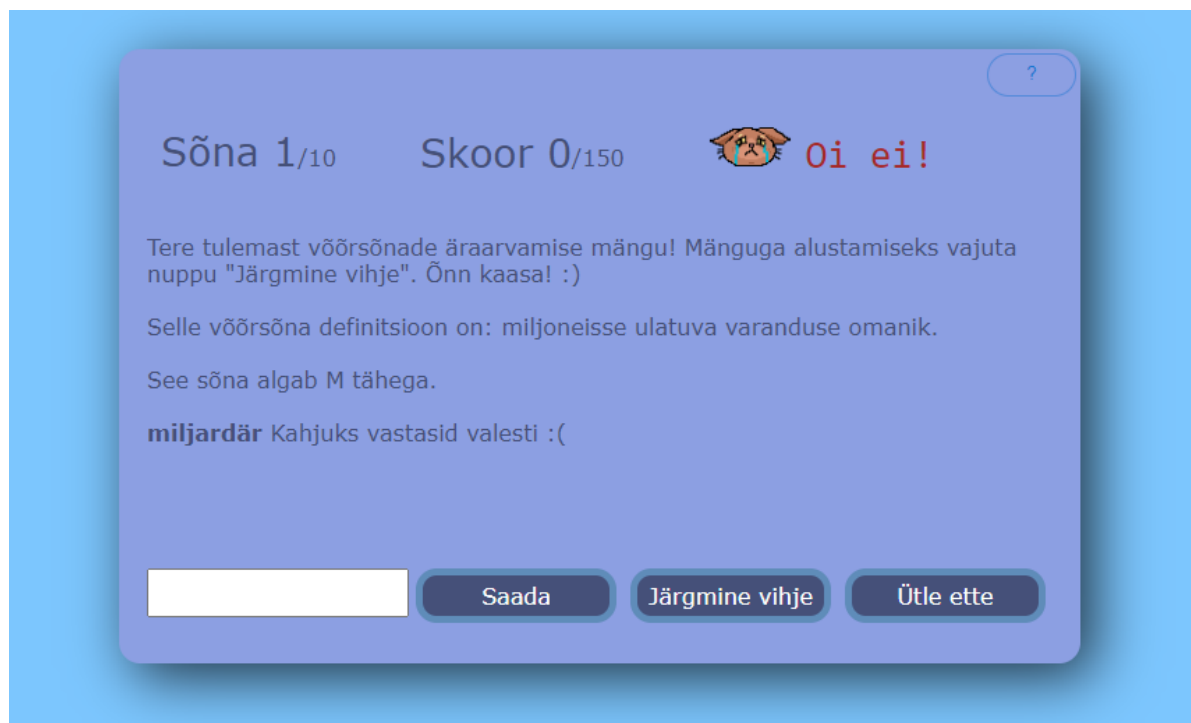 ?
Sõna 1/10 Skoor 0/150 Oi ei!
Tere tulemast võõrsõnade äraarvamise mängu! Mänguga alustamiseks vajuta
nuppu "Järgmine vihje". Õnn kaasa! :)
Selle võõrsõna definitsioon on: miljoneisse ulatuva varanduse omanik.
See sõna algab M tähega.
miljardär Kahjuks vastasid valesti :(
Saada Järgmine vihje Ütle ette